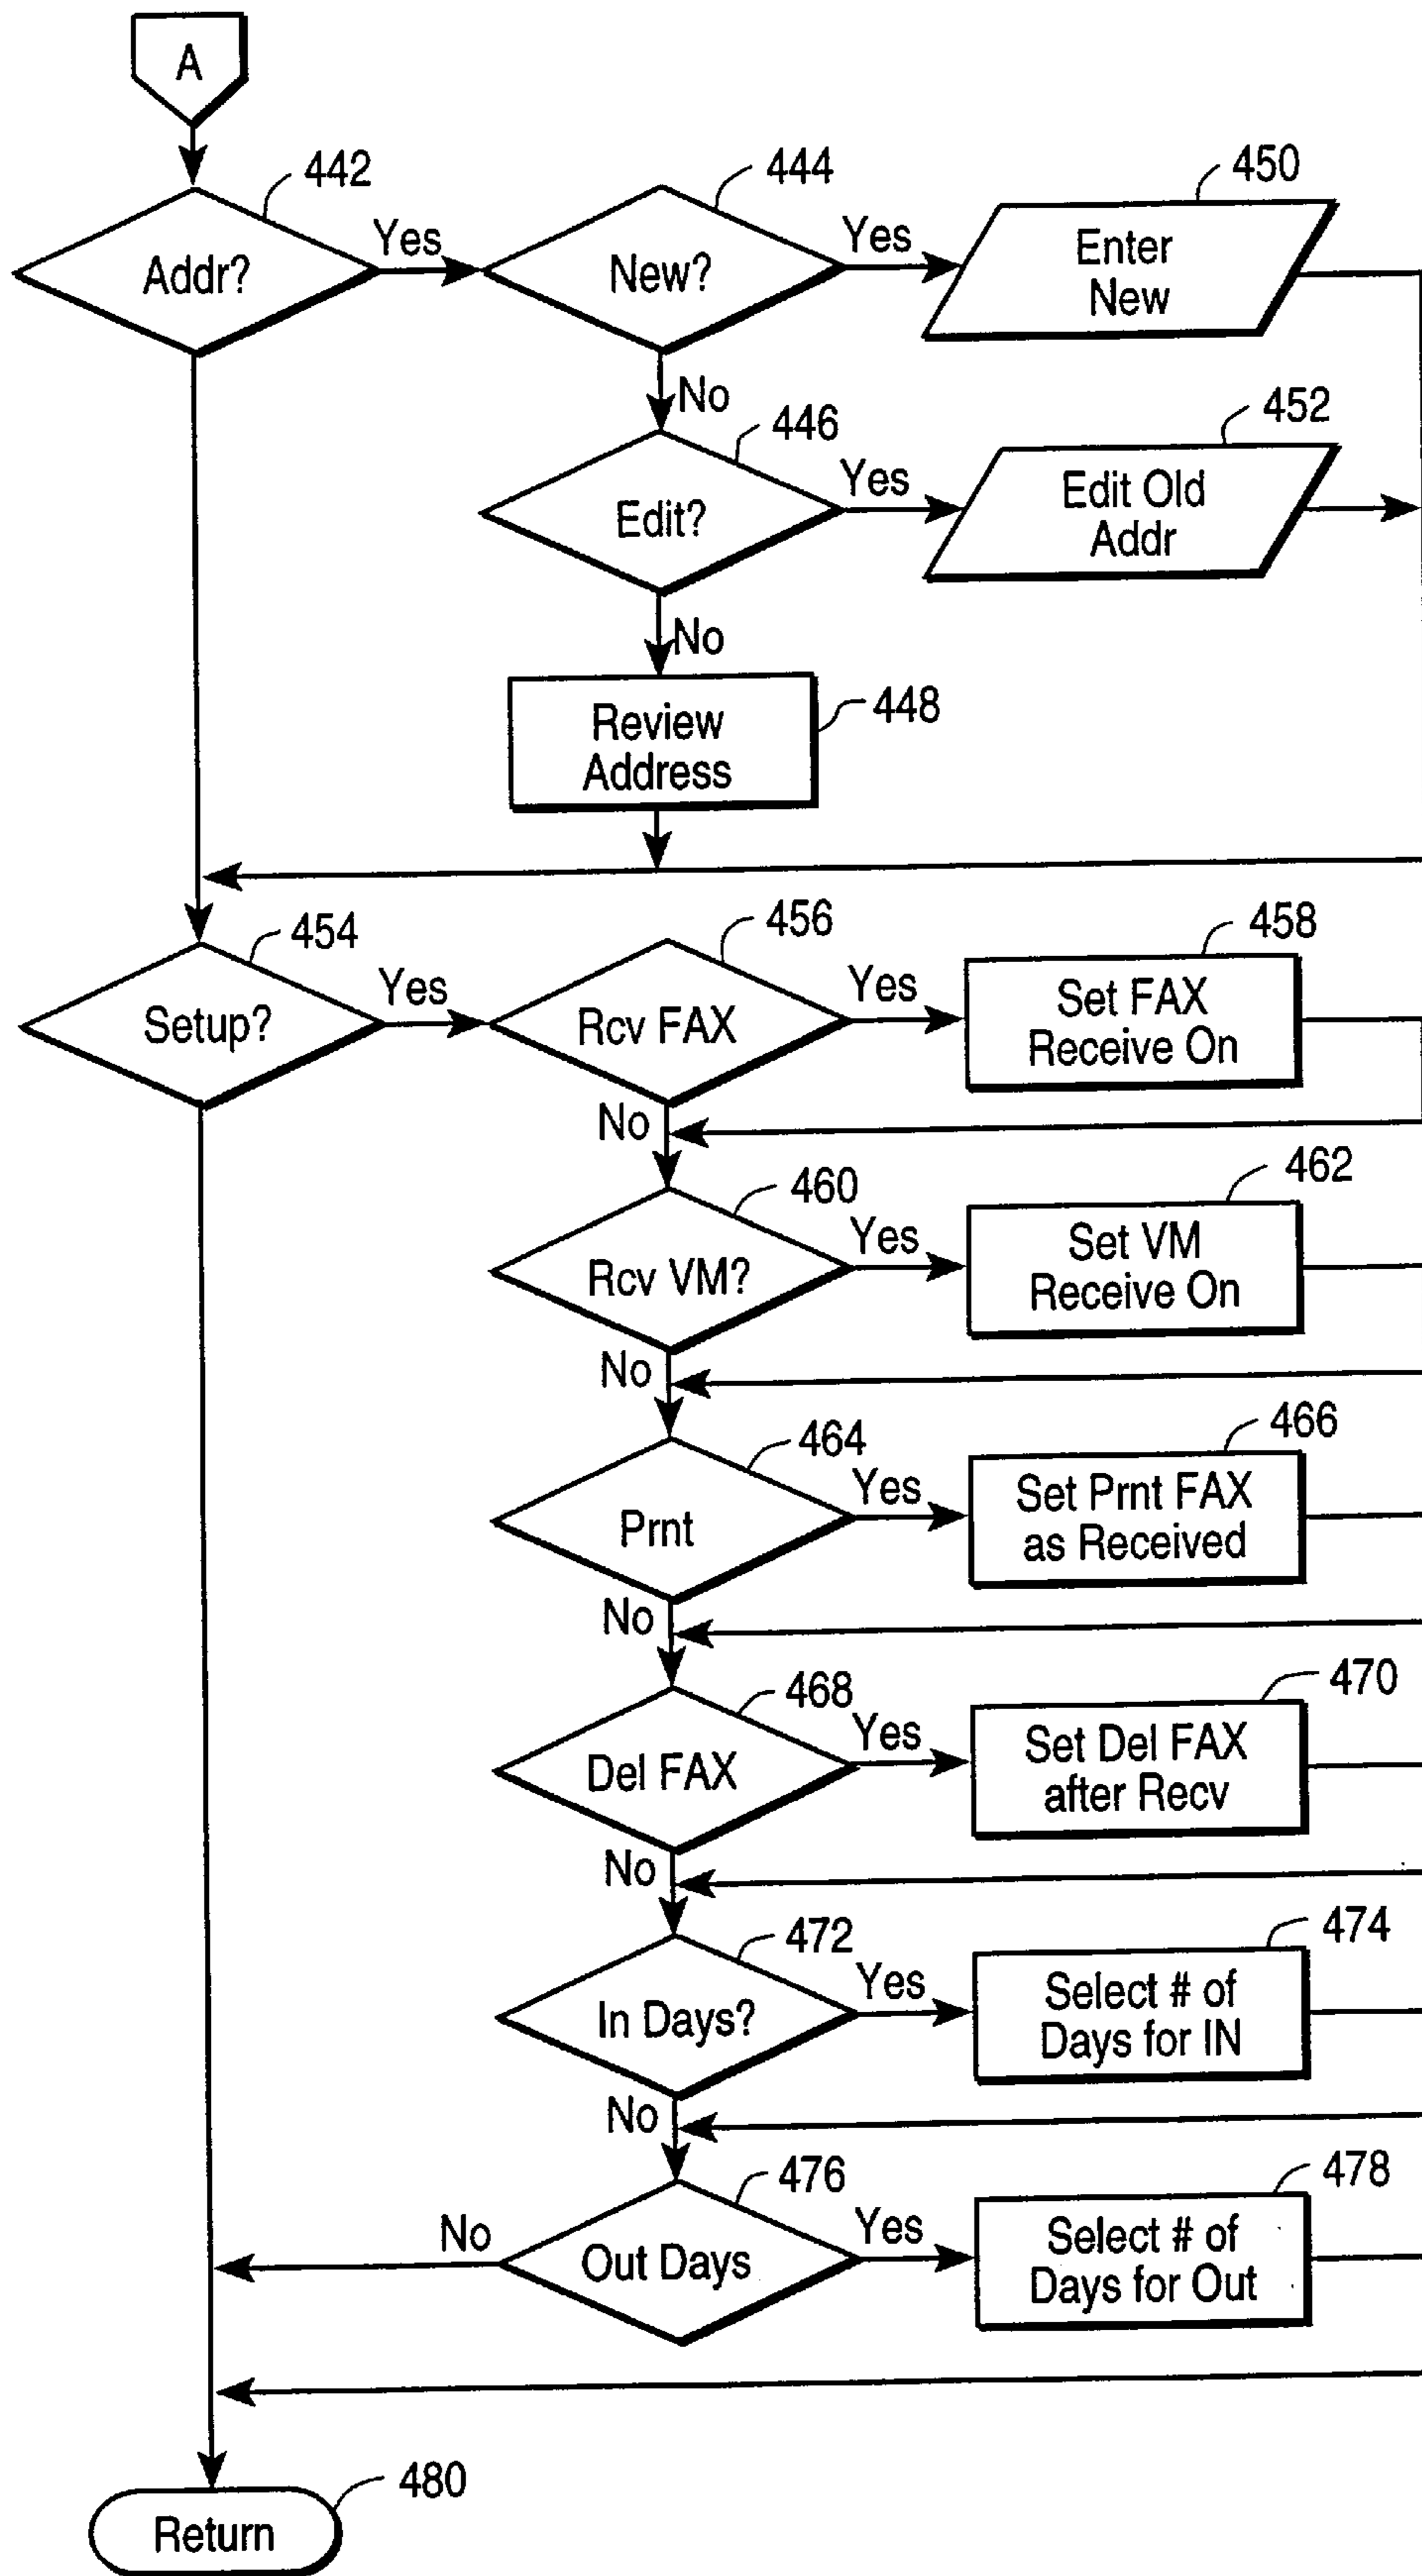 A
442
444
450
Addr?
Yes
New?
Yes
Enter
New
No
446
452
Edit?
Yes
Edit Old
Addr
No
Review
Address
448
454
456
458
Setup?
Yes
Rcv FAX
Yes
Set FAX
Receive On
No
460
462
Rcv VM?
Yes
Set VM
Receive On
No
464
466
Prnt
Yes
Set Prnt FAX
as Received
No
468
470
Del FAX
Yes
Set Del FAX
after Recv
No
472
474
In Days?
Yes
Select # of
Days for IN
No
476
478
No
Out Days
Yes
Select # of
Days for Out
480
Return